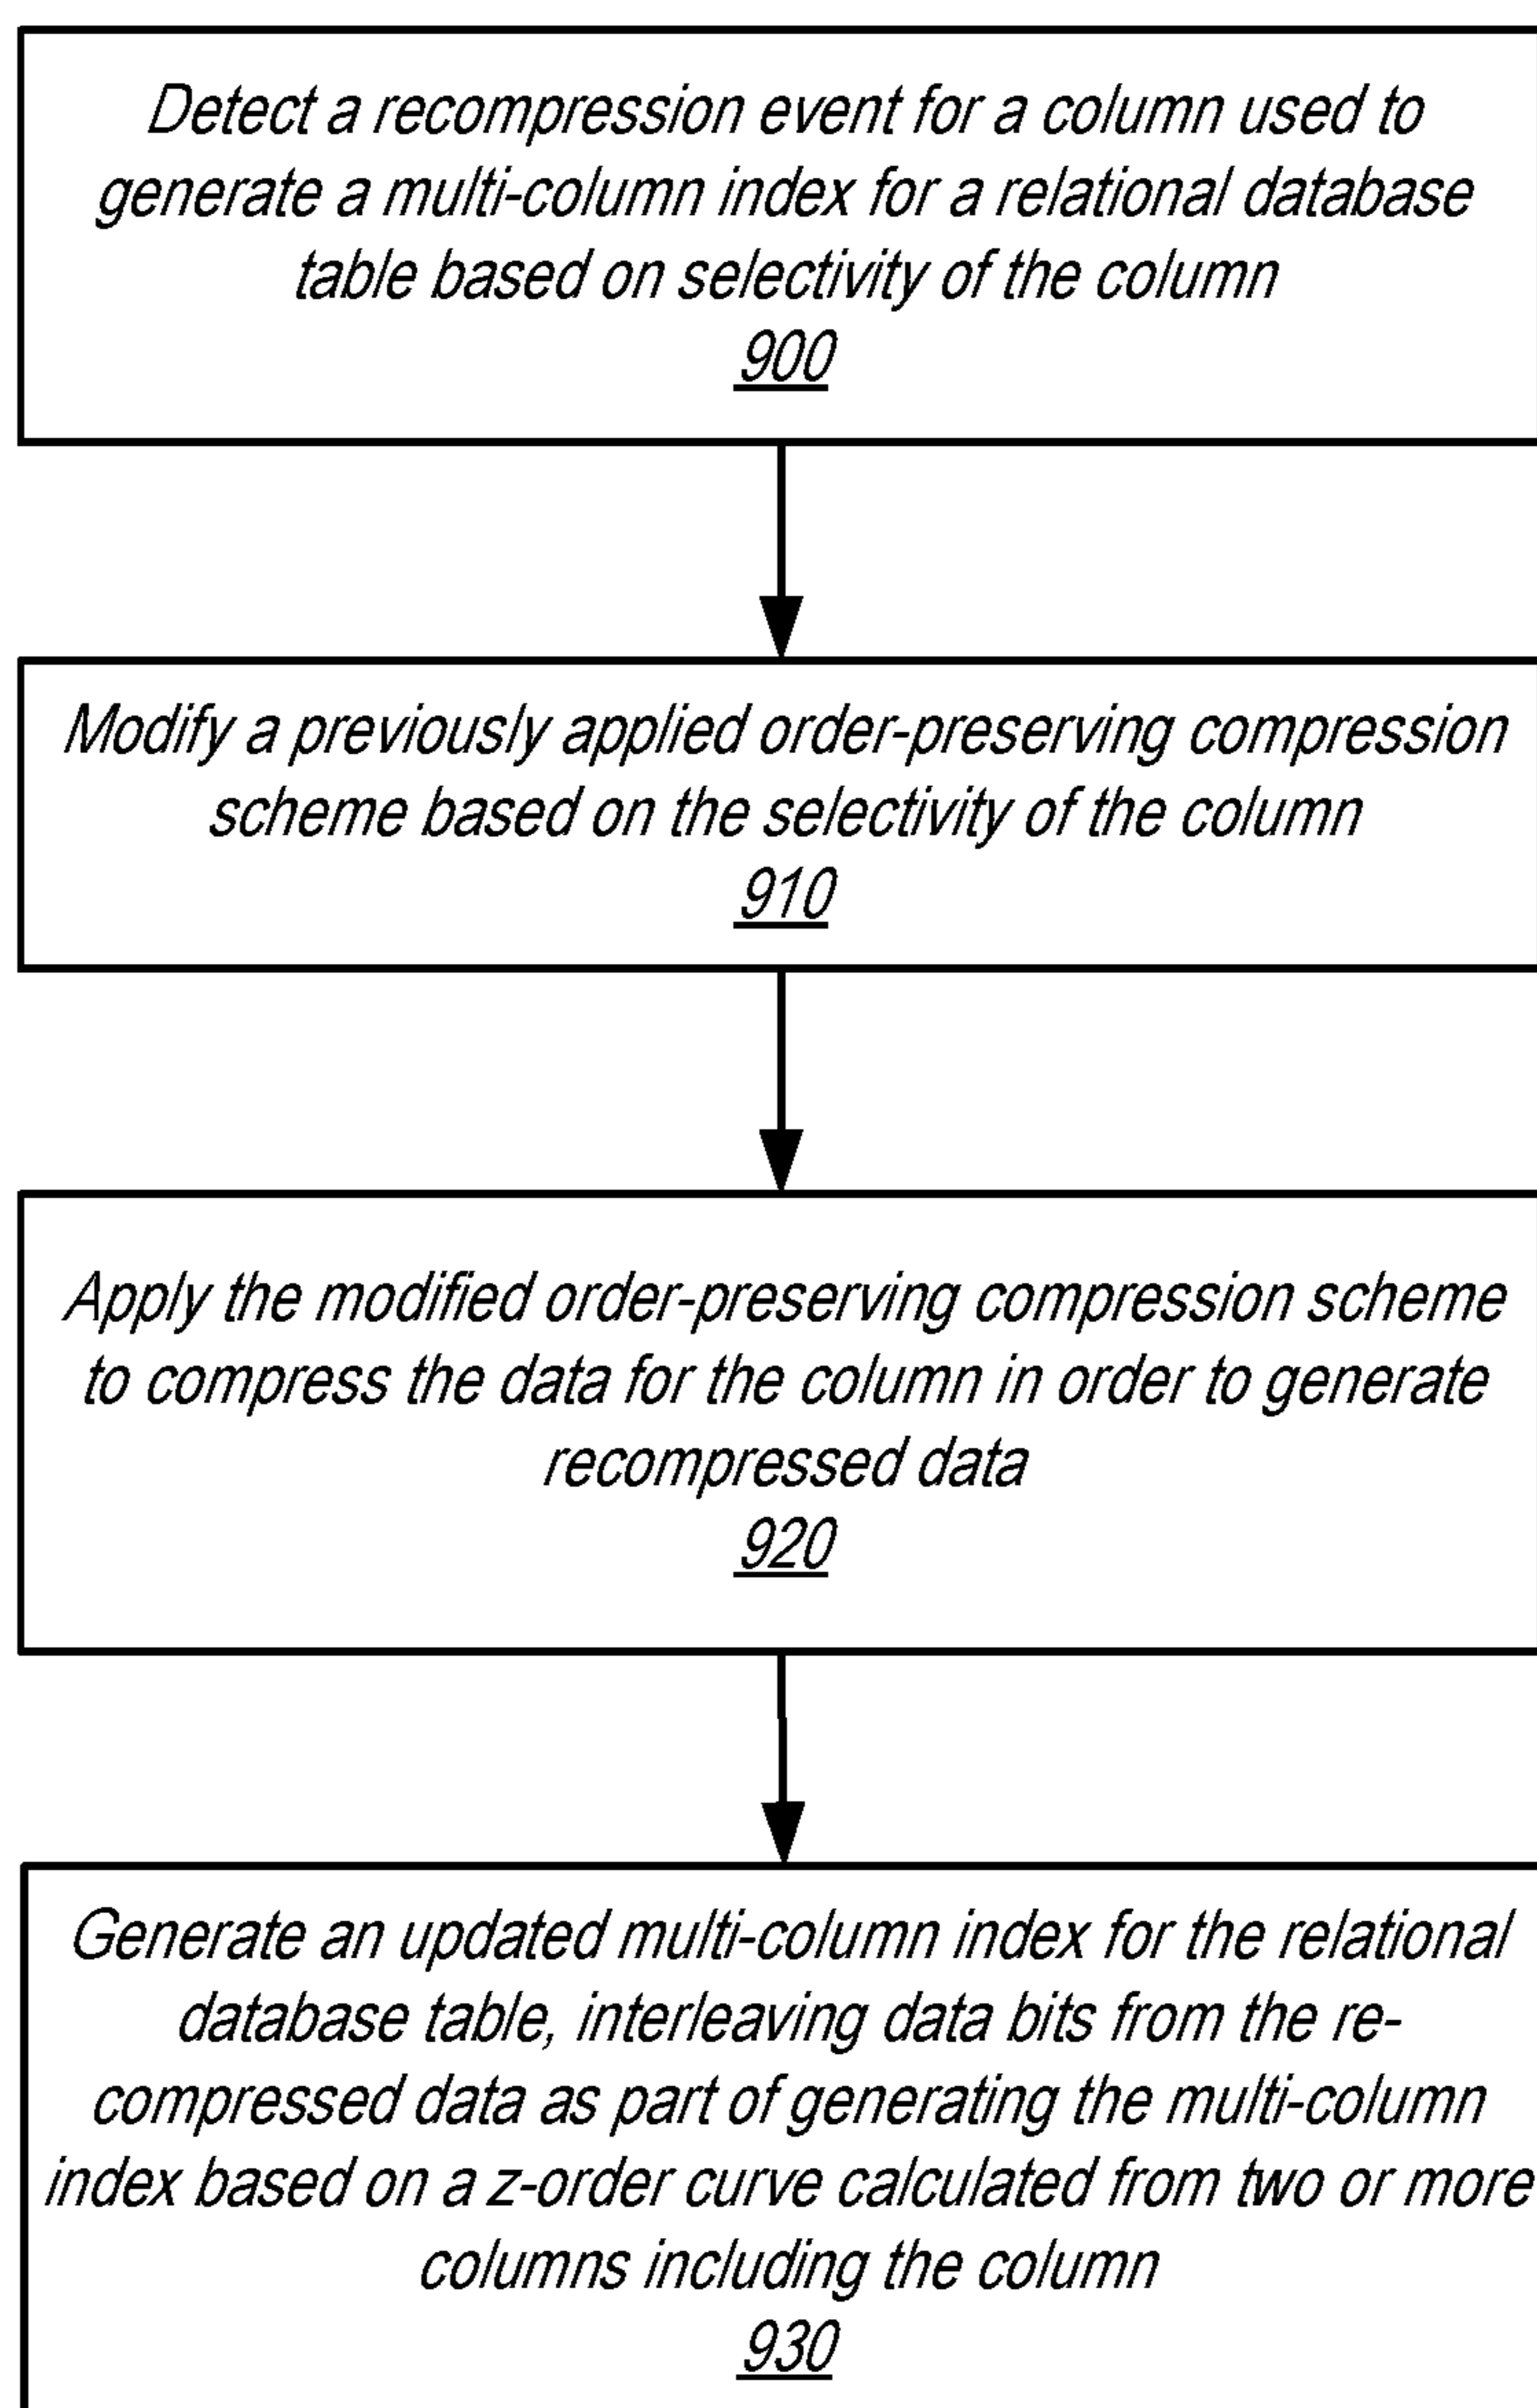 Detect a recompression event for a column used to
generate a multi-column index for a relational database
table based on selectivity of the column
900
Modify a previously applied order-preserving compression
scheme based on the selectivity of the column
910
Apply the modified order-preserving compression scheme
to compress the data for the column in order to generate
recompressed data
920
Generate an updated multi-column index for the relational
database table, interleaving data bits from the re-
compressed data as part of generating the multi-column
index based on a z-order curve calculated from two or more
columns including the column
930